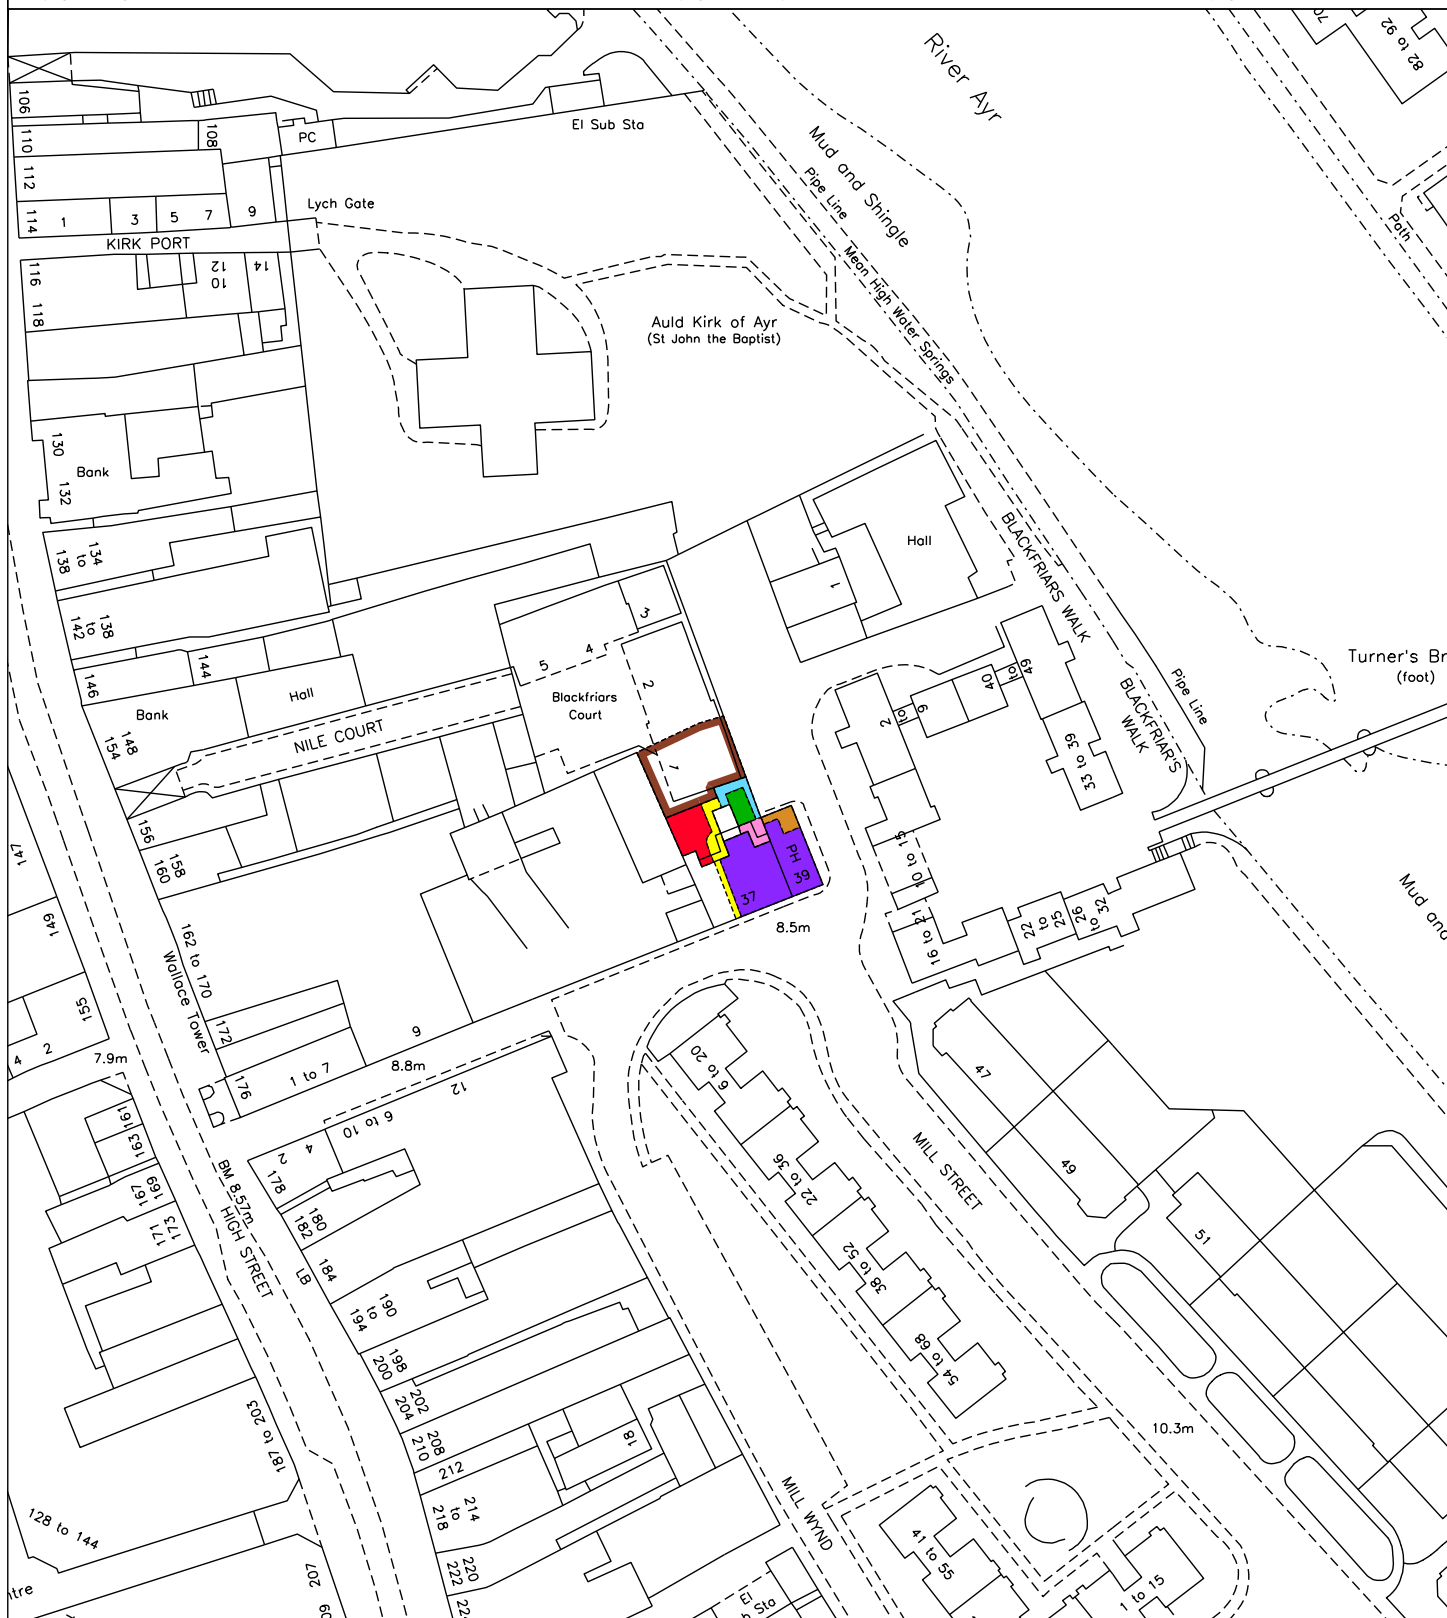 River Ayr
82 to 92
106
110
108
PC
El Sub Sta
112
114
1
3
5
7
9
Lych Gate
KIRK PORT
Mud and Shingle
Pipe Line
Mean High Water Springs
Path
116
118
12
10
14
Auld Kirk of Ayr
(St John the Baptist)
130
132
Bank
134
to
138
138
to
142
Hall
1
BLACKFRIARS WALK
146
144
Hall
Bank
148
154
NILE COURT
5
4
3
2
1
Blackfriars
Court
2
to
9
40
to
49
33 to 39
BLACKFRIAR'S
WALK
Pipe Line
Turner's Br
(foot)
147
149
155
156
158
160
162 to 170
Wallace Tower
172
176
1 to 7
9
8.8m
37
PH
39
8.5m
10 to 15
16 to 21
22
to
25
26
to
32
Mud and
4
2
7.9m
161
163
167
169
171
173
BM 8.57m
HIGH STREET
2
4
6 to 10
12
178
180
182
184
LB
190
to
194
198
200
202
204
208
210
212
214
to
218
220
222
224
18
6 to 20
22 to 36
38 to 52
54 to 68
MILL STREET
47
49
51
10.3m
MILL WYND
41 to 55
1 to 15
El
b Sta
187 to 203
128 to 144
207
ntre